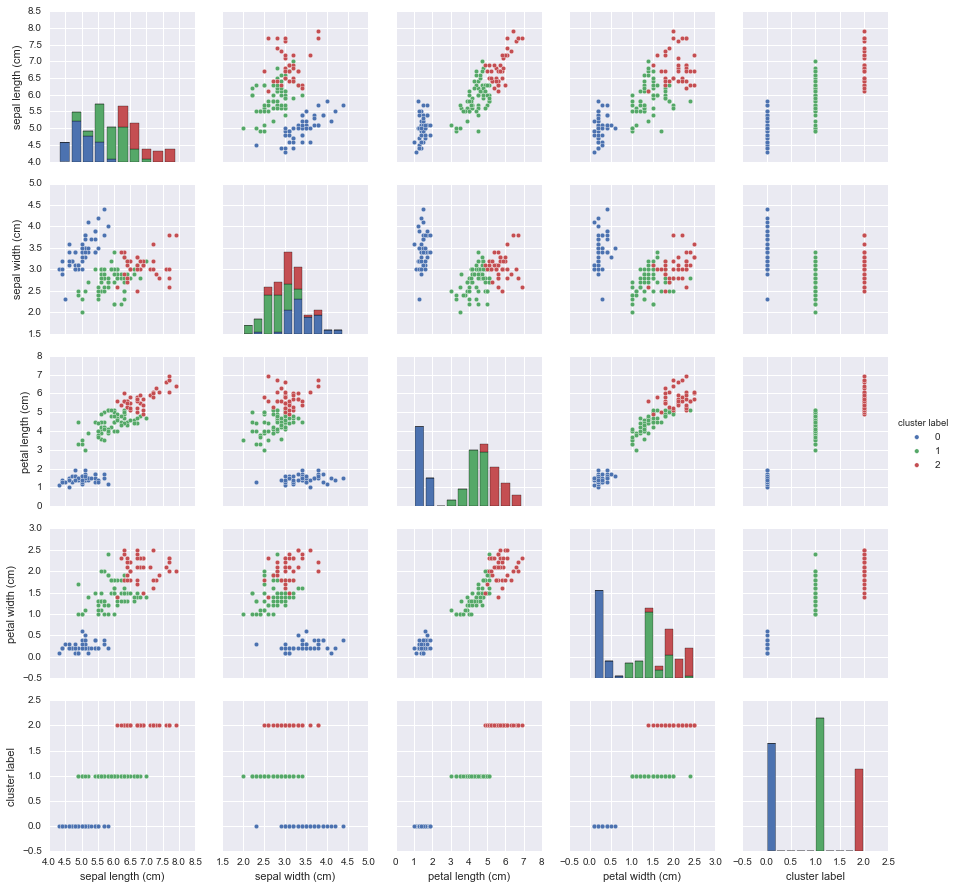 8.5
8.0
7.5
7.0
6.5
6.0
5.5
5.0
4.5
4.0
sepal length (cm)
5.0
4.5
4.0
3.5
3.0
2.5
2.0
1.5
sepal width (cm)
8
7
6
5
4
3
2
1
0
petal length (cm)
cluster label
0
1
2
3.0
2.5
2.0
1.5
1.0
0.5
0.0
−0.5
petal width (cm)
2.5
2.0
1.5
1.0
0.5
0.0
−0.5
cluster label
4.0 4.5 5.0 5.5 6.0 6.5 7.0 7.5 8.0 8.5
sepal length (cm)
1.5 2.0 2.5 3.0 3.5 4.0 4.5 5.0
sepal width (cm)
0 1 2 3 4 5 6 7 8
petal length (cm)
−0.5 0.0 0.5 1.0 1.5 2.0 2.5 3.0
petal width (cm)
−0.5 0.0 0.5 1.0 1.5 2.0 2.5
cluster label